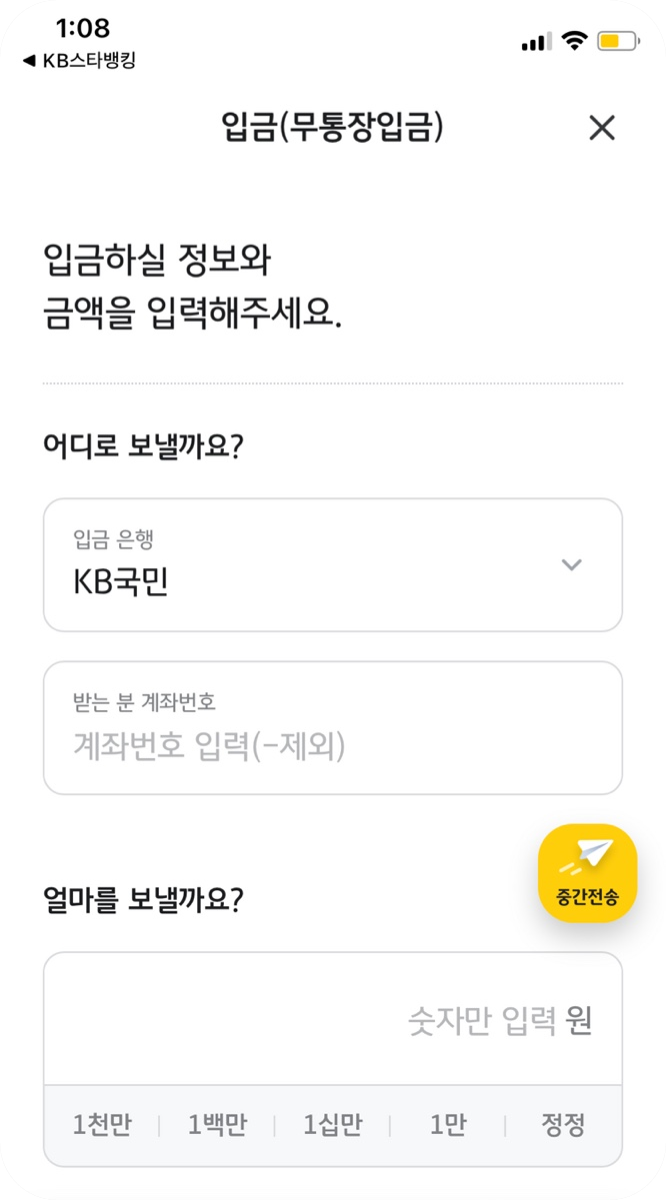 1:08
◀ KB스타뱅킹
입금(무통장입금)
입금하실 정보와
금액을 입력해주세요.
어디로 보낼까요?
입금 은행
KB국민
받는 분 계좌번호
계좌번호 입력(-제외)
중간전송
얼마를 보낼까요?
숫자만 입력 원
1천만 | 1백만 | 1십만 | 1만 | 정정